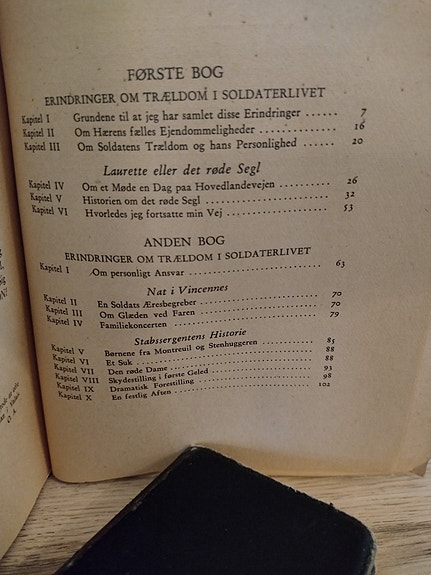 FØRSTE BOG
ERINDRINGER OM TRÆLDOM I SOLDATERLIVET
Kapitel I Grundene til at jeg har samlet disse Erindringer ........ 7
Kapitel II Om Hærens fælles Ejendommeligheder .............. 16
Kapitel III Om Soldatens Trældom og hans Personlighed ........ 20
Laurette eller det røde Segl
Kapitel IV Om et Møde en Dag paa Hovedlandevejen .......... 26
Kapitel V Historien om det røde Segl ...................... 32
Kapitel VI Hvorledes jeg fortsatte min Vej .................. 53
ANDEN BOG
ERINDRINGER OM TRÆLDOM I SOLDATERLIVET
Kapitel I Om personligt Ansvar ............................ 63
Nat i Vincennes
Kapitel II En Soldats Æresbegreber ........................ 70
Kapitel III Om Glæden ved Faren .......................... 70
Kapitel IV Familiekoncerten .............................. 79
Stabssergentens Historie
Kapitel V Børnene fra Montreuil og Stenhuggeren ............ 85
Kapitel VI Et Suk ........................................ 88
Kapitel VII Den røde Dame ................................ 88
Kapitel VIII Skydestilling i første Geled .................... 93
Kapitel IX Dramatisk Forestilling .......................... 98
Kapitel X En festlig Aften ................................ 102